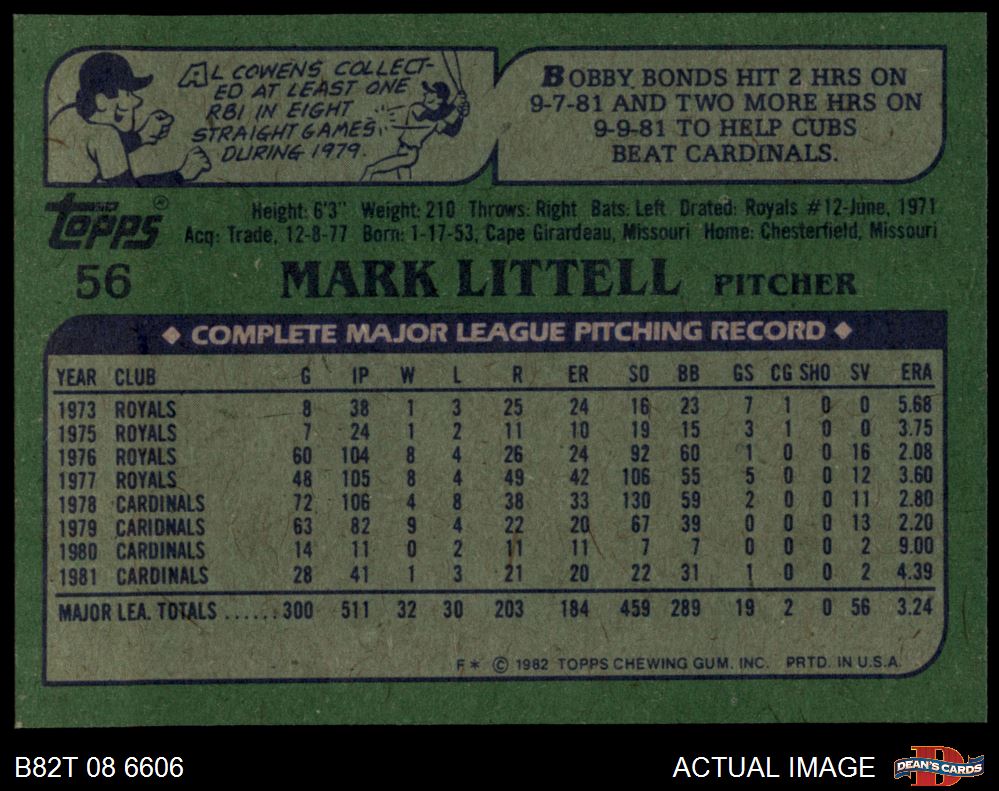 AL COWENS COLLECT-
ED AT LEAST ONE
RBI IN EIGHT
STRAIGHT GAMES
DURING 1979.
BOBBY BONDS HIT 2 HRS ON
9-7-81 AND TWO MORE HRS ON
9-9-81 TO HELP CUBS
BEAT CARDINALS.
Topps®
Height: 6'3" Weight: 210 Throws: Right Bats: Left Drated: Royals #12-June, 1971
Acq: Trade, 12-8-77 Born: 1-17-53, Cape Girardeau, Missouri Home: Chesterfield, Missouri
56 MARK LITTELL PITCHER
◆ COMPLETE MAJOR LEAGUE PITCHING RECORD ◆
YEAR CLUB G IP W L R ER SO BB GS CG SHO SV ERA
1973 ROYALS 8 38 1 3 25 24 16 23 7 1 0 0 5.68
1975 ROYALS 7 24 1 2 11 10 19 15 3 1 0 0 3.75
1976 ROYALS 60 104 8 4 26 24 92 60 1 0 0 16 2.08
1977 ROYALS 48 105 8 4 49 42 106 55 5 0 0 12 3.60
1978 CARDINALS 72 106 4 8 38 33 130 59 2 0 0 11 2.80
1979 CARIDNALS 63 82 9 4 22 20 67 39 0 0 0 13 2.20
1980 CARDINALS 14 11 0 2 11 11 7 7 0 0 0 2 9.00
1981 CARDINALS 28 41 1 3 21 20 22 31 1 0 0 2 4.39
MAJOR LEA. TOTALS ...... 300 511 32 30 203 184 459 289 19 2 0 56 3.24
F* © 1982 TOPPS CHEWING GUM, INC. PRTD. IN U.S.A.
B82T 08 6606
ACTUAL IMAGE
DEAN'S CARDS